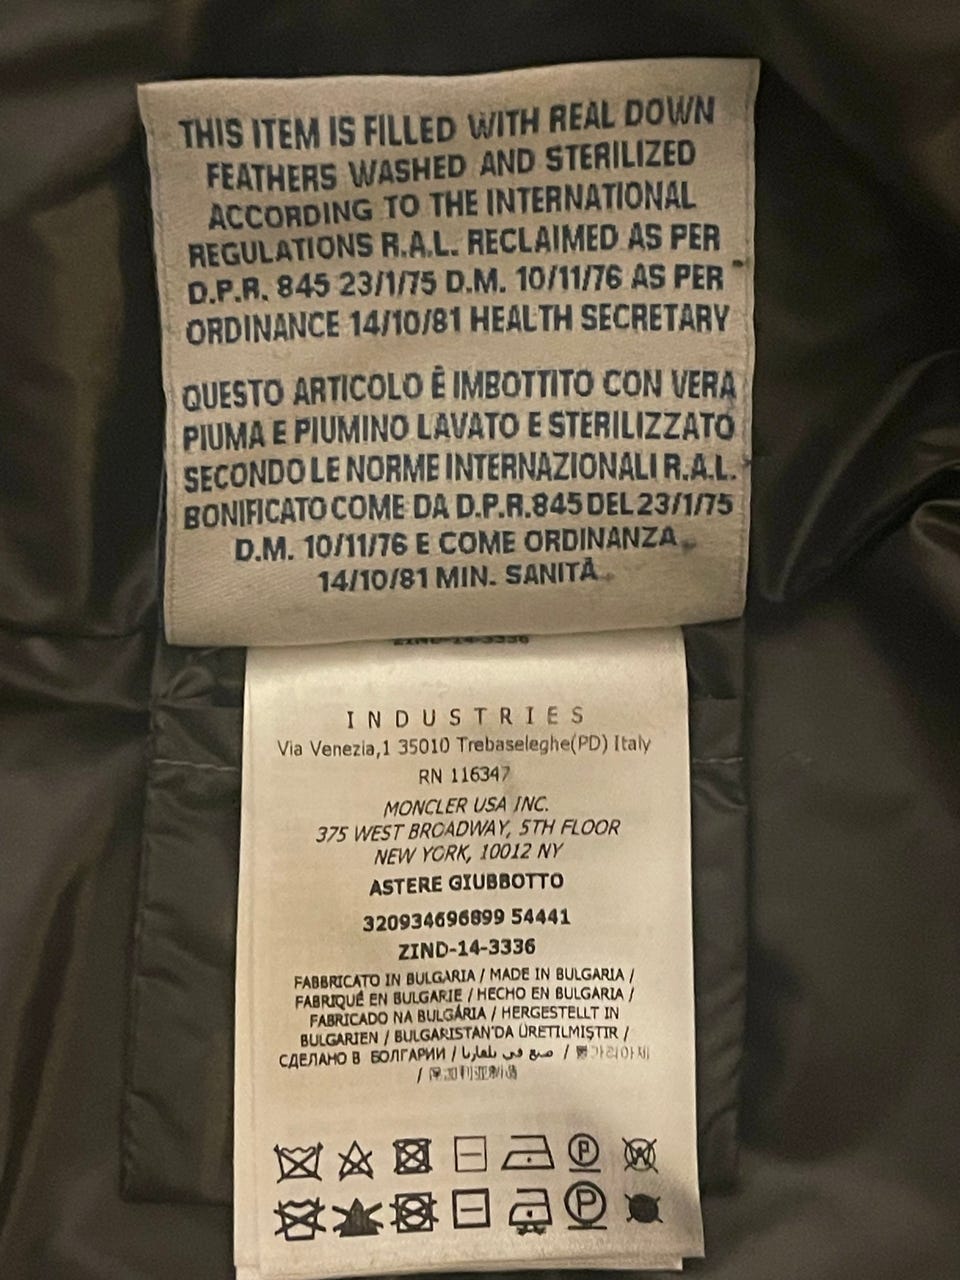 THIS ITEM IS FILLED WITH REAL DOWN
FEATHERS WASHED AND STERILIZED
ACCORDING TO THE INTERNATIONAL
REGULATIONS R.A.L. RECLAIMED AS PER
D.P.R. 845 23/1/75 D.M. 10/11/76 AS PER
ORDINANCE 14/10/81 HEALTH SECRETARY
QUESTO ARTICOLO È IMBOTTITO CON VERA
PIUMA E PIUMINO LAVATO E STERILIZZATO
SECONDO LE NORME INTERNAZIONALI R.A.L.
BONIFICATO COME DA D.P.R.845 DEL 23/1/75
D.M. 10/11/76 E COME ORDINANZA
14/10/81 MIN. SANITÀ
ZIND-14-3336
INDUSTRIES
Via Venezia,1 35010 Trebaseleghe(PD) Italy
RN 116347
MONCLER USA INC.
375 WEST BROADWAY, 5TH FLOOR
NEW YORK, 10012 NY
ASTERE GIUBBOTTO
320934696899 54441
ZIND-14-3336
FABBRICATO IN BULGARIA / MADE IN BULGARIA /
FABRIQUÉ EN BULGARIE / HECHO EN BULGARIA /
FABRICADO NA BULGÁRIA / HERGESTELLT IN
BULGARIEN / BULGARISTAN'DA ÜRETILMIŞTIR /
СДЕЛАНО В БОЛГАРИИ / صنع في بلغاريا /
/
P W
P